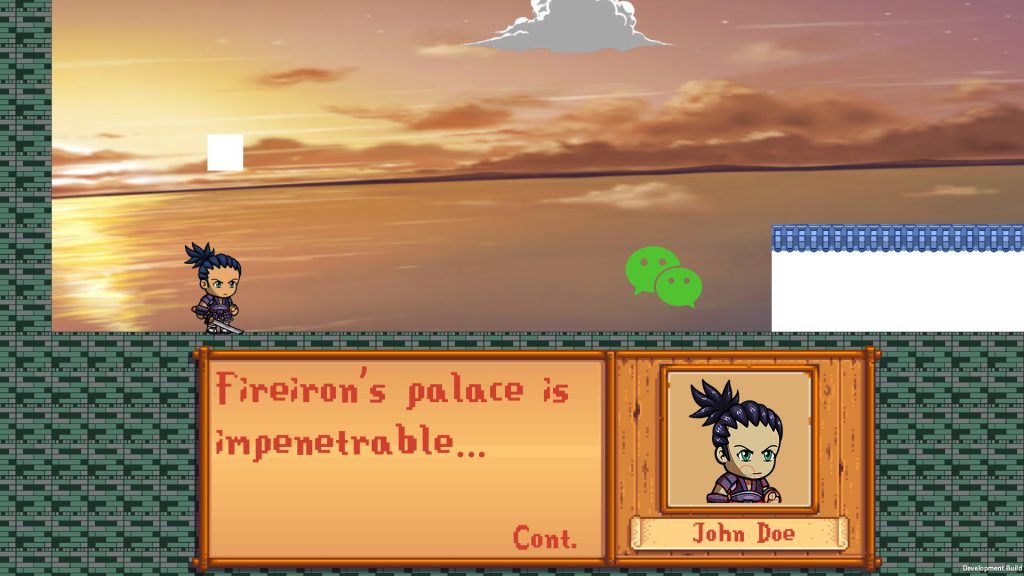 Fireiron's palace is
impenetrable...
Cont.
John Doe
Development Build